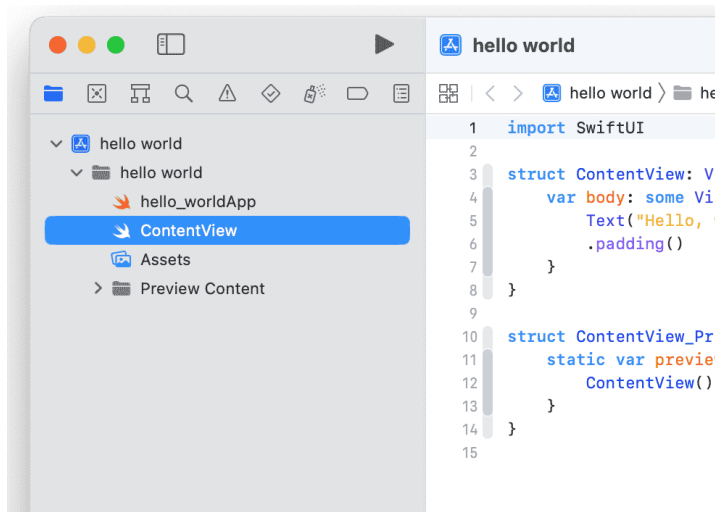 hello world
hello world
hello world
hello world
hello_worldApp
ContentView
Assets
Preview Content
1 import SwiftUI
2
3 struct ContentView: V
4 var body: some Vi
5 Text("Hello,
6 .padding()
7 }
8 }
9
10 struct ContentView_Pr
11 static var preview
12 ContentView()
13 }
14 }
15